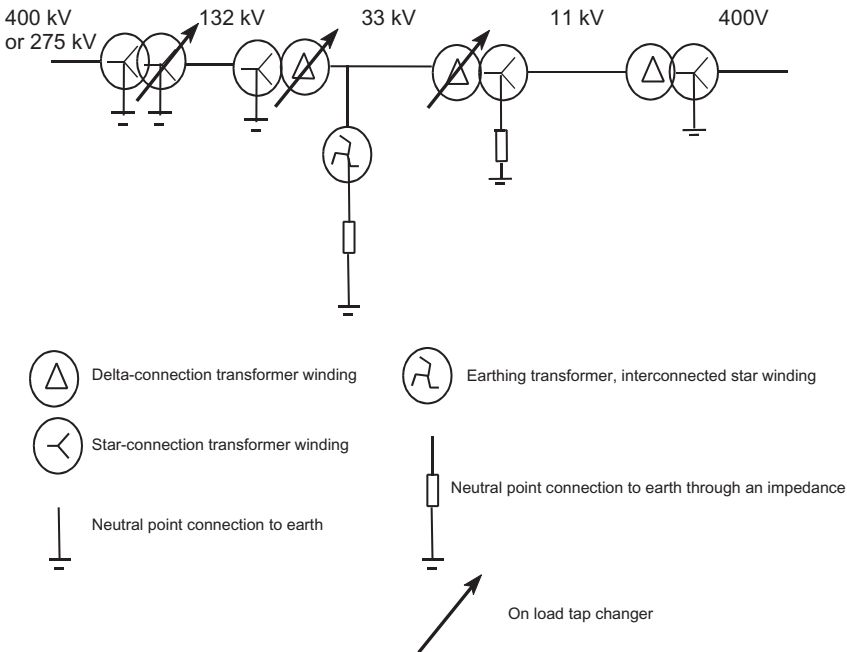 400 kV
or 275 kV
132 kV
33 kV
11 kV
400V
Delta-connection transformer winding
Earthing transformer, interconnected star winding
Star-connection transformer winding
Neutral point connection to earth through an impedance
Neutral point connection to earth
On load tap changer